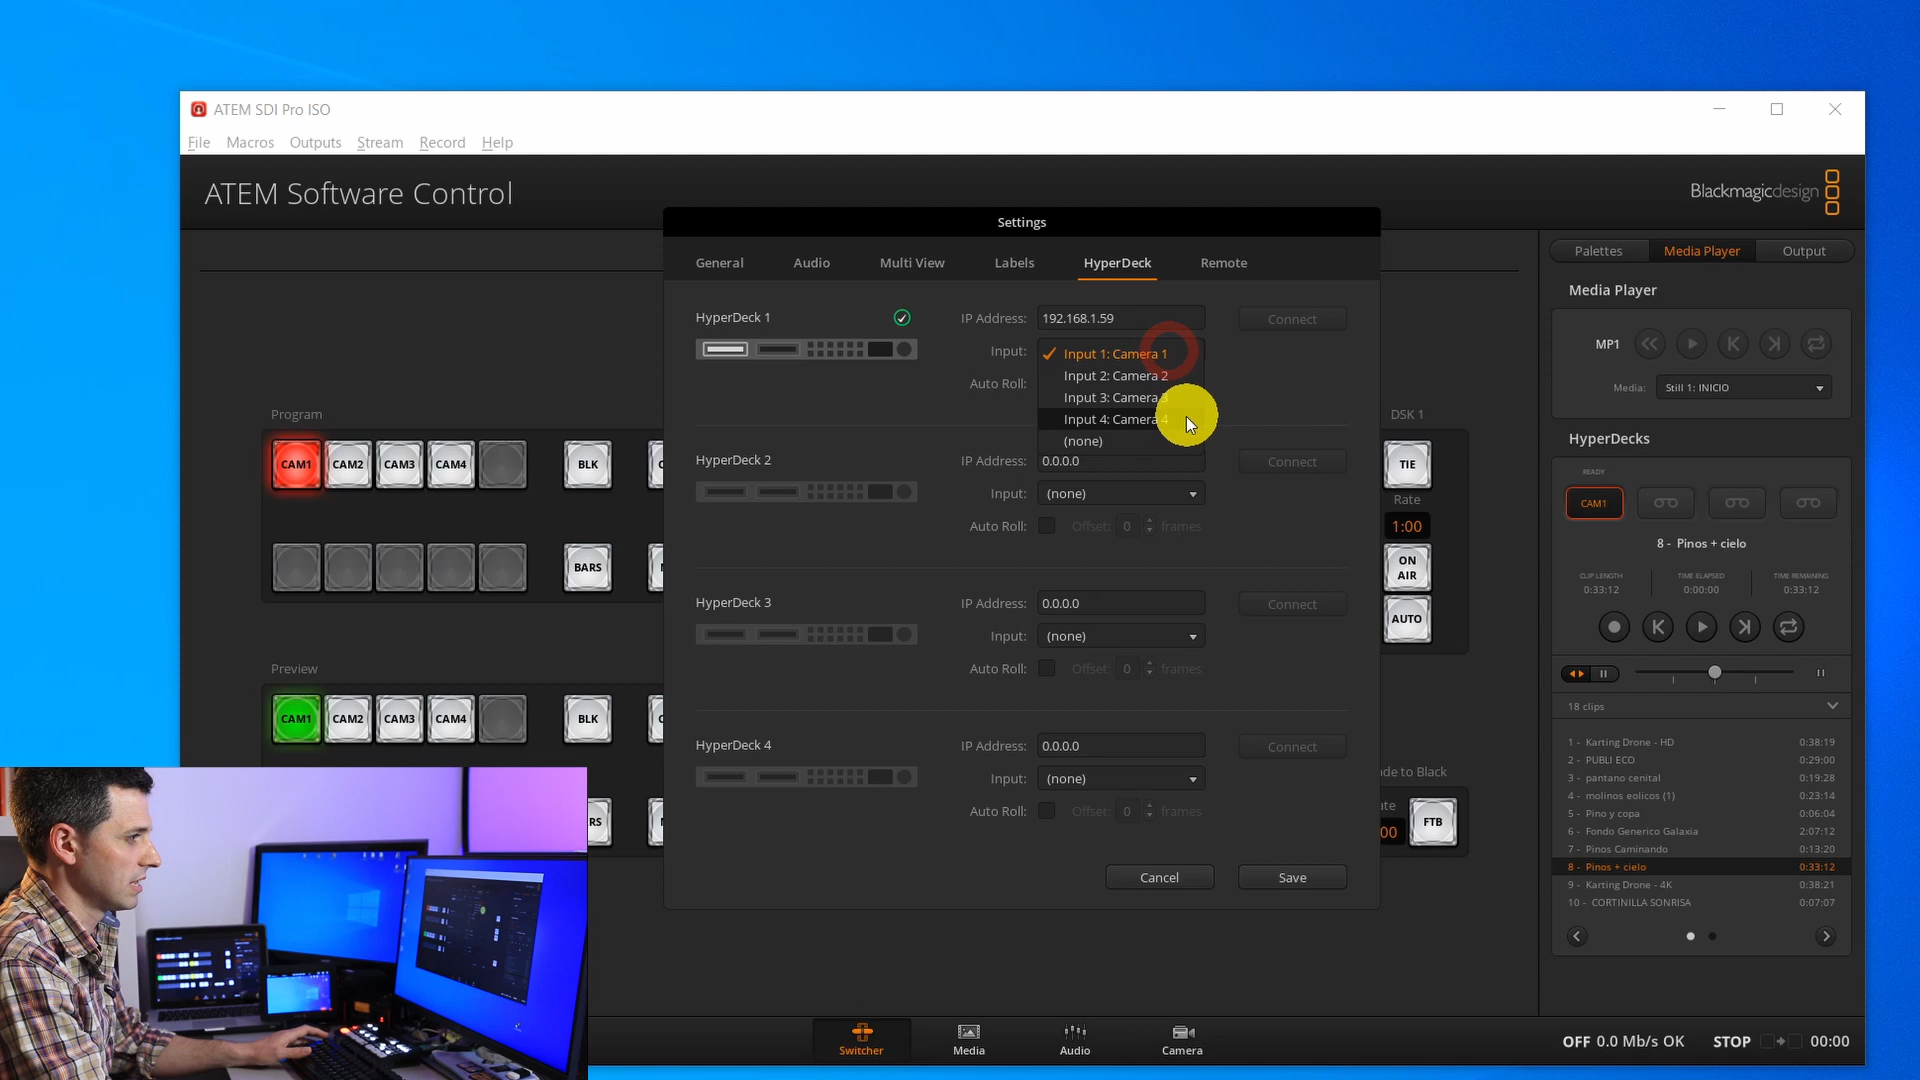 ATEM SDI Pro ISO
File Macros Outputs Stream Record Help
ATEM Software Control
Blackmagicdesign
Settings
General Audio Multi View Labels HyperDeck Remote
Palettes Media Player Output
Media Player
MP1
Media: Still 1: INICIO
HyperDecks
READY
CAM1
8 - Pinos + cielo
CLIP LENGTH TIME ELAPSED TIME REMAINING
0:33:12 0:00:00 0:33:12
18 clips
1 - Karting Drone - HD 0:38:19
2 - PUBLI ECO 0:29:00
3 - pantano cenital 0:19:28
4 - molinos eolicos (1) 0:23:14
5 - Pino y copa 0:06:04
6 - Fondo Generico Galaxia 2:07:12
7 - Pinos Caminando 0:13:20
8 - Pinos + cielo 0:33:12
9 - Karting Drone - 4K 0:38:21
10 - CORTINILLA SONRISA 0:07:07
HyperDeck 1
IP Address: 192.168.1.59 Connect
Input: Input 1: Camera 1
Input 2: Camera 2
Input 3: Camera 3
Input 4: Camera 4
(none)
Auto Roll:
HyperDeck 2
IP Address: 0.0.0.0 Connect
Input: (none)
Auto Roll: Offset: 0 frames
HyperDeck 3
IP Address: 0.0.0.0 Connect
Input: (none)
Auto Roll: Offset: 0 frames
HyperDeck 4
IP Address: 0.0.0.0 Connect
Input: (none)
Auto Roll: Offset: 0 frames
Cancel Save
Program
CAM1 CAM2 CAM3 CAM4 BLK
BARS
Preview
CAM1 CAM2 CAM3 CAM4 BLK
RS
DSK 1
TIE
Rate
1:00
ON AIR
AUTO
de to Black
ate
00 FTB
Switcher Media Audio Camera
OFF 0.0 Mb/s OK STOP 00:00